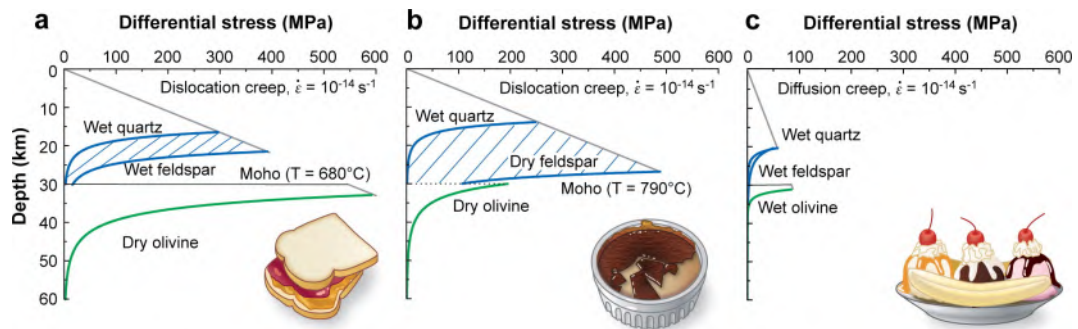 a
Differential stress (MPa)
0 100 200 300 400 500 600
Depth (km)
0
10
20
30
40
50
60
Dislocation creep, ε̇ = 10⁻¹⁴ s⁻¹
Wet quartz
Wet feldspar
Moho (T = 680°C)
Dry olivine
b
Differential stress (MPa)
0 100 200 300 400 500 600
Dislocation creep, ε̇ = 10⁻¹⁴ s⁻¹
Wet quartz
Dry feldspar
Moho (T = 790°C)
Dry olivine
c
Differential stress (MPa)
0 100 200 300 400 500 600
Diffusion creep, ε̇ = 10⁻¹⁴ s⁻¹
Wet quartz
Wet feldspar
Wet olivine